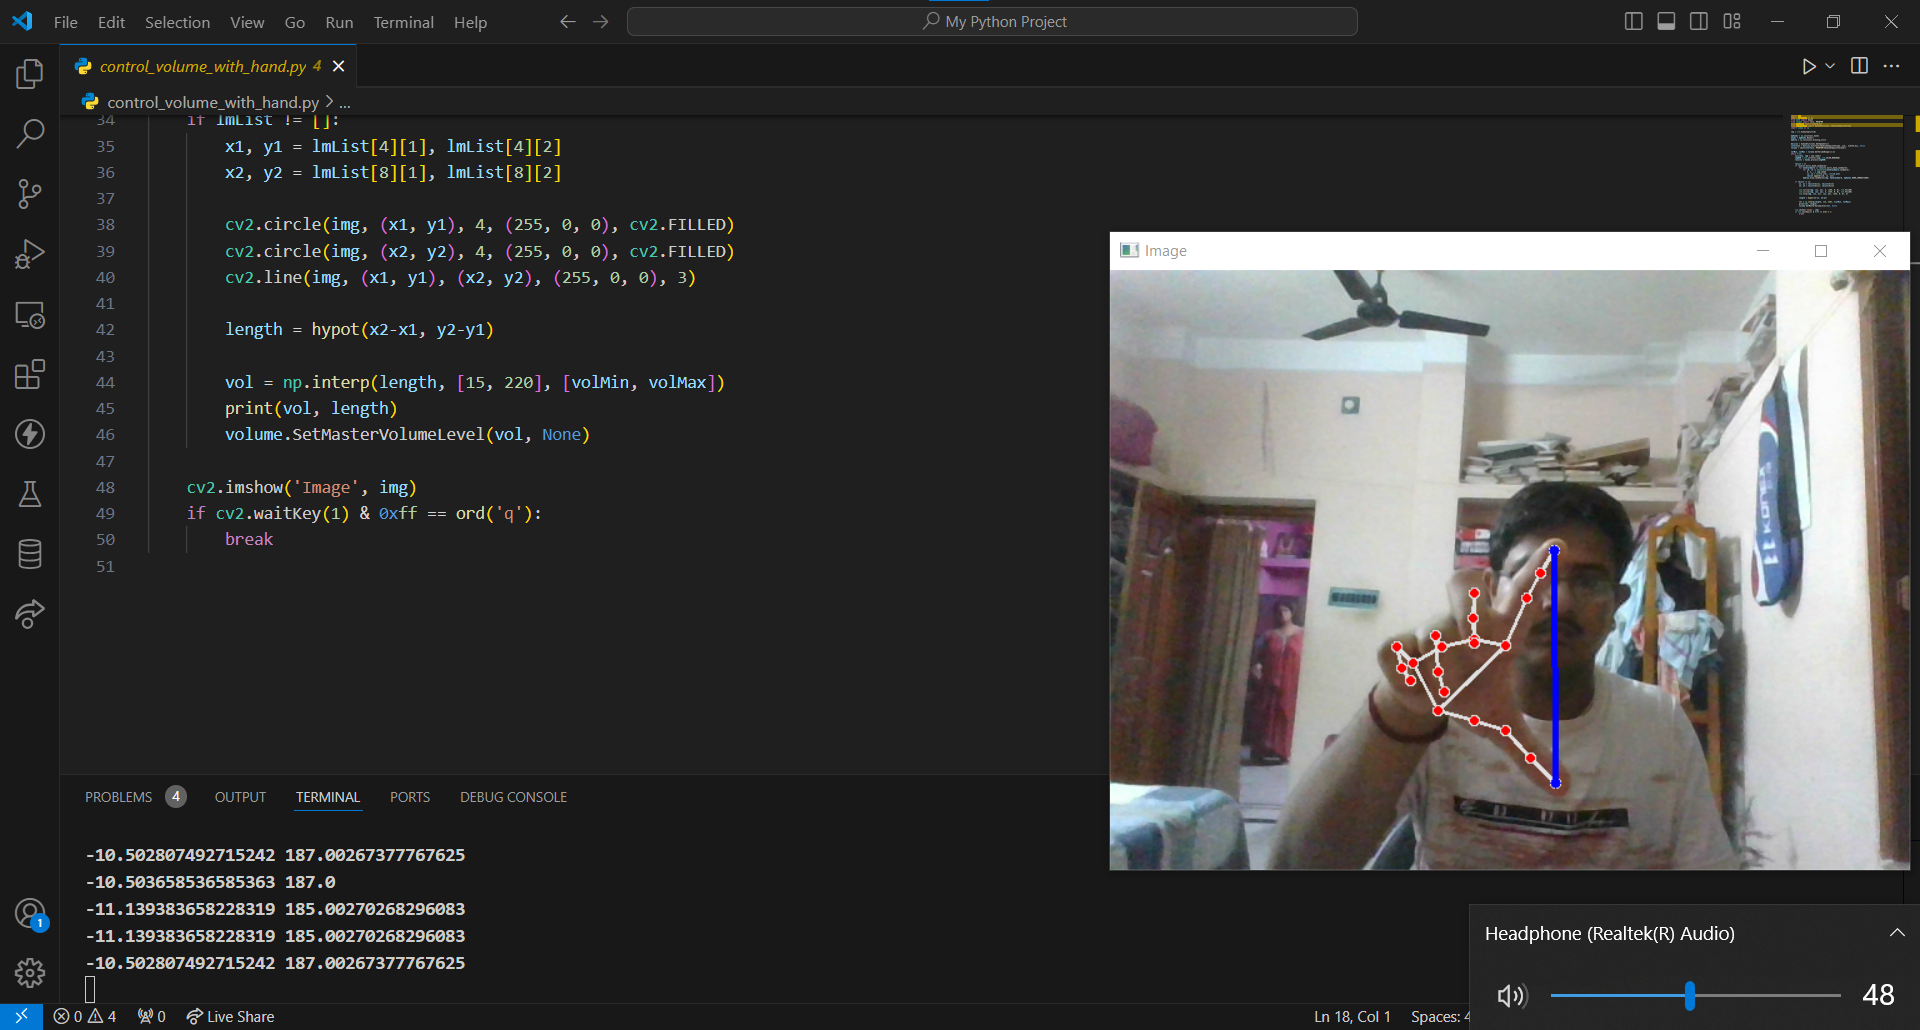 File Edit Selection View Go Run Terminal Help
My Python Project
control_volume_with_hand.py 4
control_volume_with_hand.py > ...
34 if lmList != []:
35 x1, y1 = lmList[4][1], lmList[4][2]
36 x2, y2 = lmList[8][1], lmList[8][2]
37
38 cv2.circle(img, (x1, y1), 4, (255, 0, 0), cv2.FILLED)
39 cv2.circle(img, (x2, y2), 4, (255, 0, 0), cv2.FILLED)
40 cv2.line(img, (x1, y1), (x2, y2), (255, 0, 0), 3)
41
42 length = hypot(x2-x1, y2-y1)
43
44 vol = np.interp(length, [15, 220], [volMin, volMax])
45 print(vol, length)
46 volume.SetMasterVolumeLevel(vol, None)
47
48 cv2.imshow('Image', img)
49 if cv2.waitKey(1) & 0xff == ord('q'):
50 break
51
Image
PROBLEMS 4 OUTPUT TERMINAL PORTS DEBUG CONSOLE
-10.502807492715242 187.00267377767625
-10.503658536585363 187.0
-11.139383658228319 185.00270268296083
-11.139383658228319 185.00270268296083
-10.502807492715242 187.00267377767625
1
Headphone (Realtek(R) Audio)
48
0 4 0 Live Share
Ln 18, Col 1 Spaces: 4